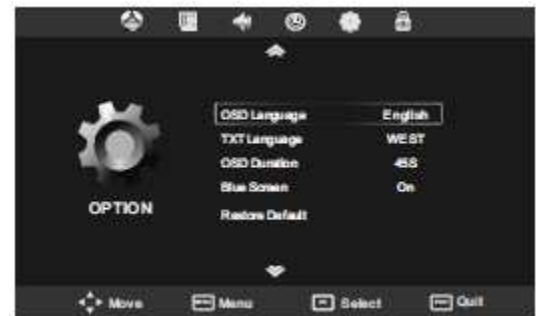 OSD Language English
TXT Language WEST
OSD Duration 45S
Blue Screen On
Restore Default
OPTION
Move Menu Select Quit